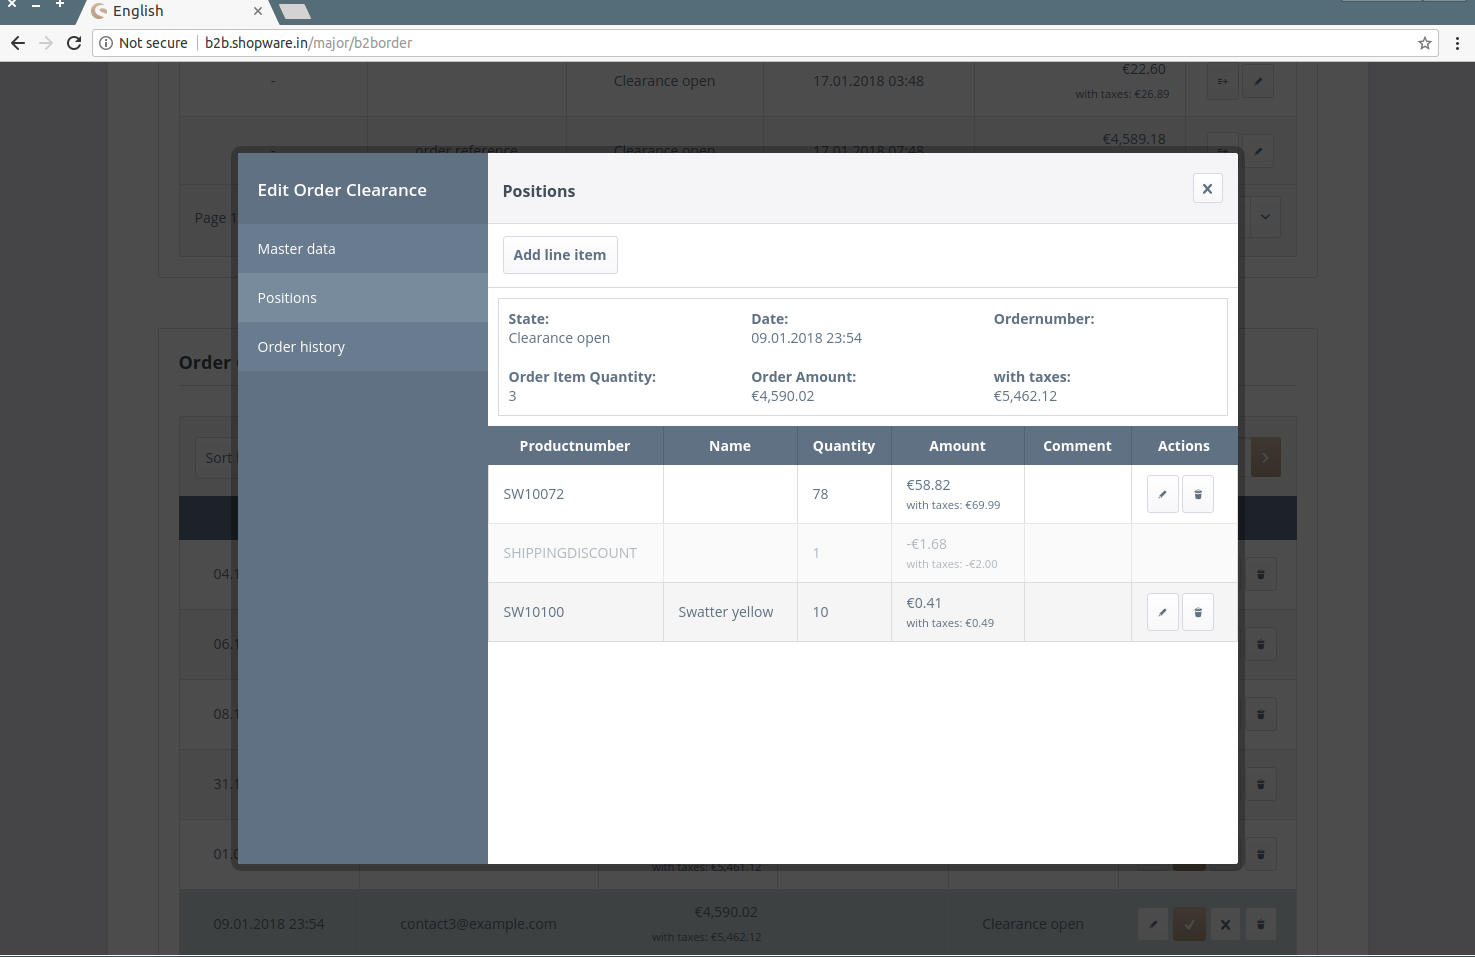 English
Not secure
b2b.shopware.in/major/b2border
-
Clearance open
17.01.2018 03:48
€22.60
with taxes: €26.89
-
order reference
Clearance open
17.01.2018 07:48
€4,589.18
Page 1
Edit Order Clearance
Master data
Positions
Order history
Positions
Add line item
State:
Clearance open
Date:
09.01.2018 23:54
Ordernumber:
Order Item Quantity:
3
Order Amount:
€4,590.02
with taxes:
€5,462.12
Productnumber Name Quantity Amount Comment Actions
SW10072 78 €58.82
with taxes: €69.99
SHIPPINGDISCOUNT 1 -€1.68
with taxes: -€2.00
SW10100 Swatter yellow 10 €0.41
with taxes: €0.49
Order
Sort
04.1
06.1
08.1
31.1
01.0
with taxes: €5,461.12
09.01.2018 23:54 contact3@example.com €4,590.02 Clearance open
with taxes: €5,462.12